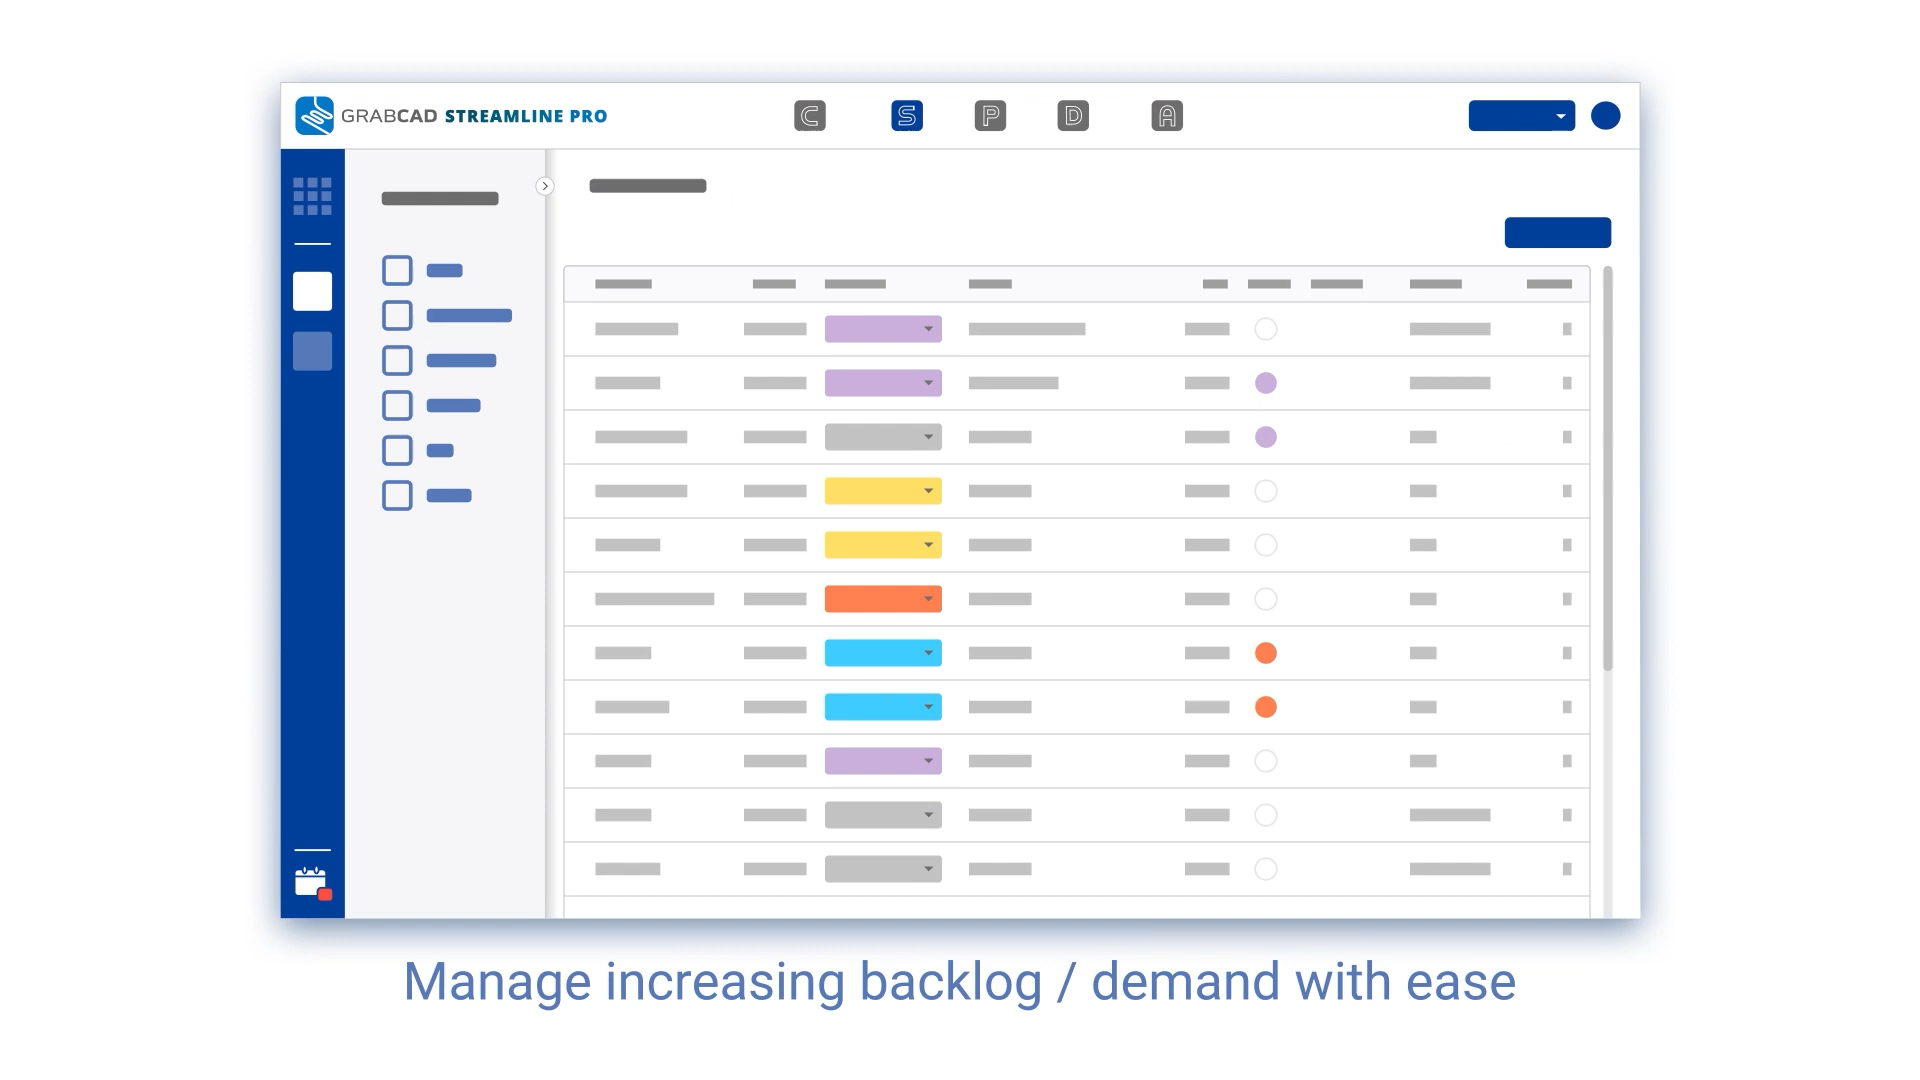 GRABCAD STREAMLINE PRO
C S P D A
Manage increasing backlog / demand with ease